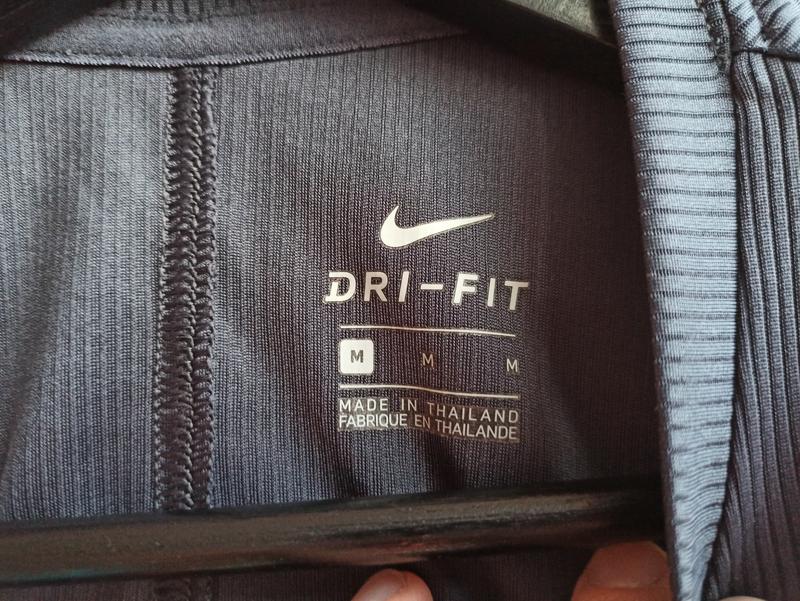 DRI-FIT
M M M
MADE IN THAILAND
FABRIQUE EN THAILANDE